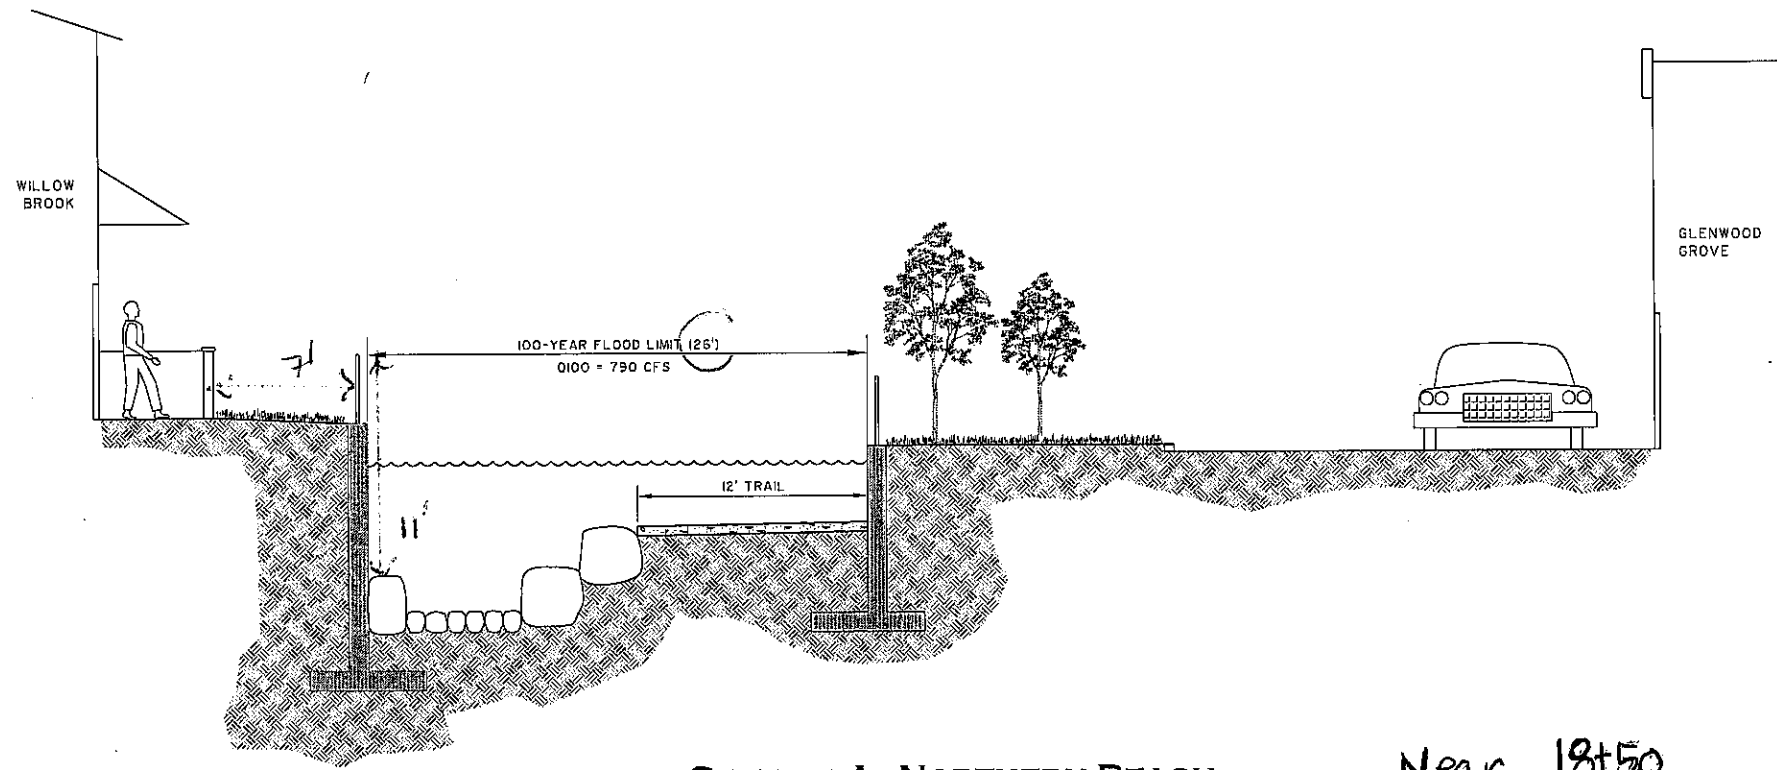 WILLOW
BROOK
GLENWOOD
GROVE
7'
100-YEAR FLOOD LIMIT (26')
Q100 = 790 CFS
12' TRAIL
11'
Near 18+50